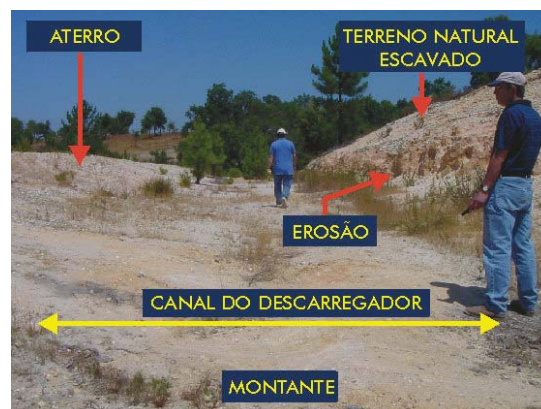 ATERRO
TERRENO NATURAL
ESCAVADO
EROSÃO
CANAL DO DESCARREGADOR
MONTANTE